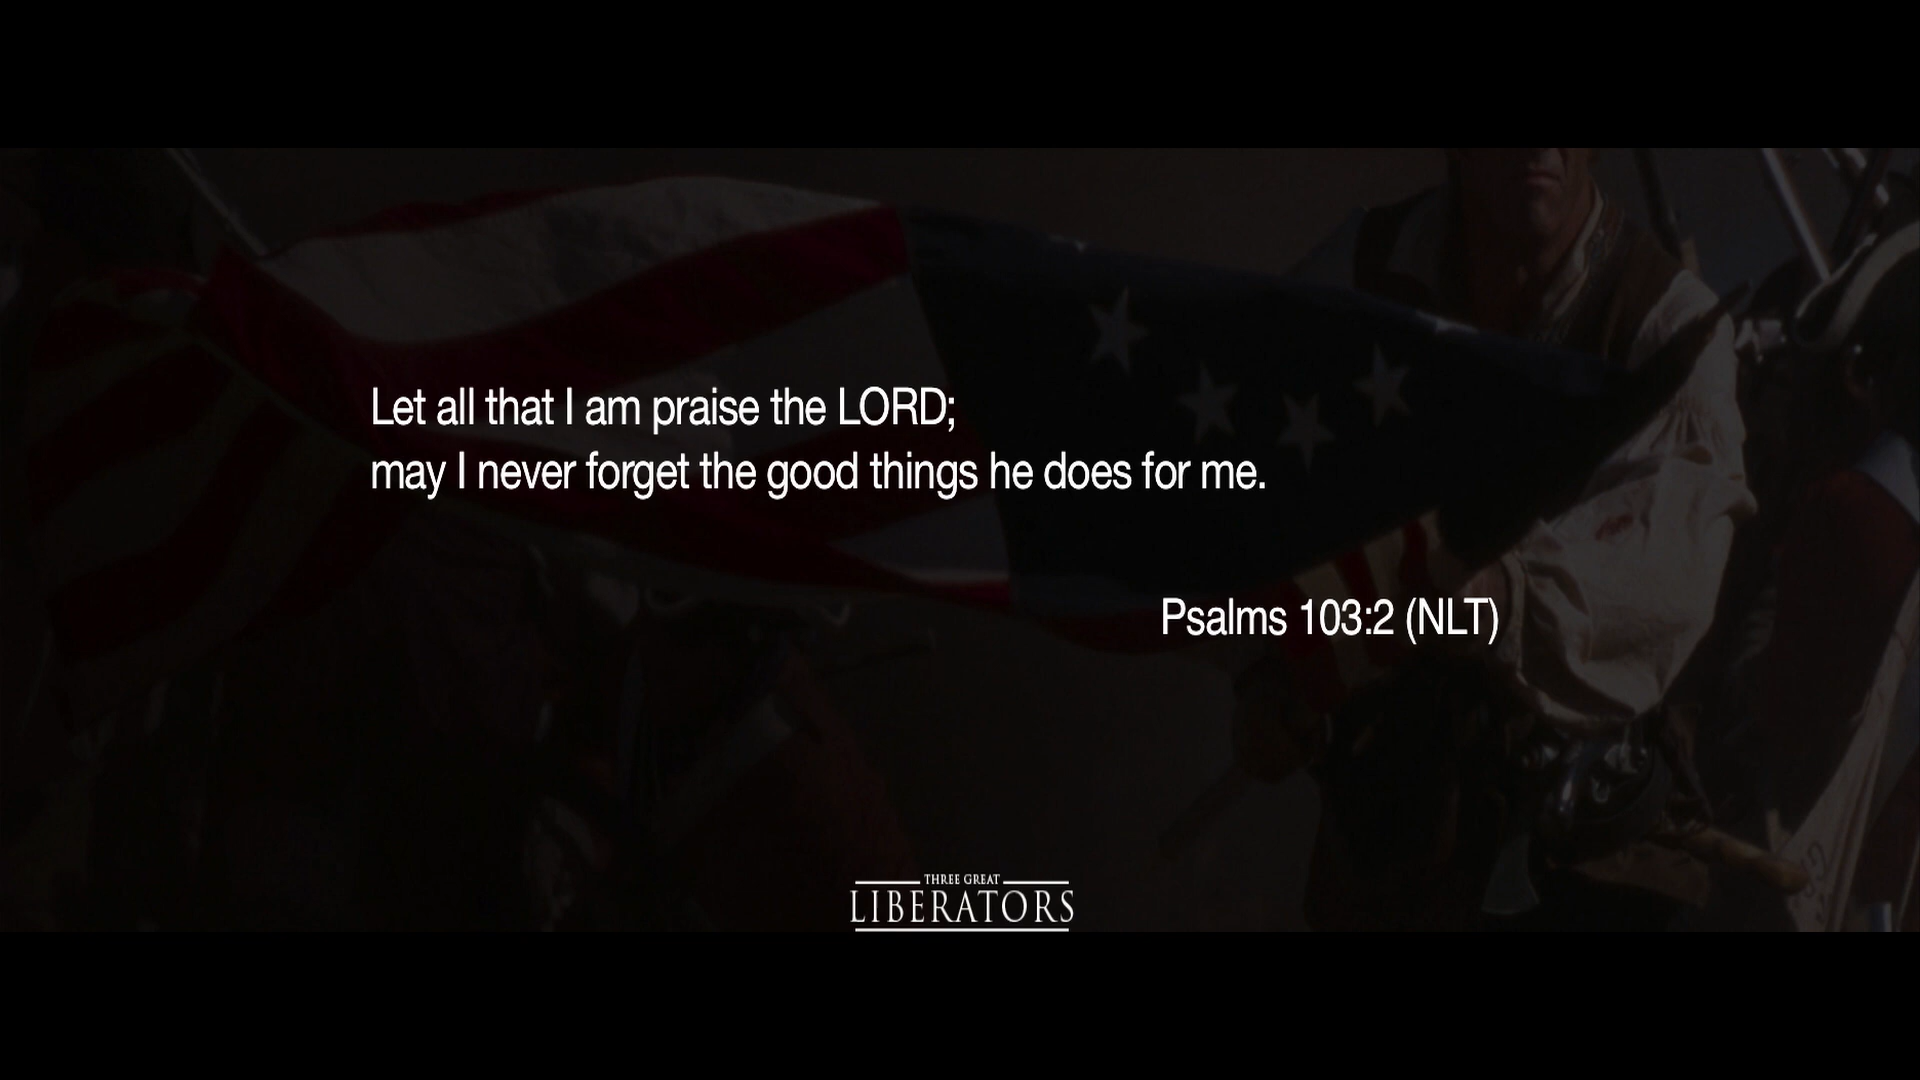 Let all that I am praise the LORD;
may I never forget the good things he does for me.
Psalms 103:2 (NLT)
THREE GREAT
LIBERATORS